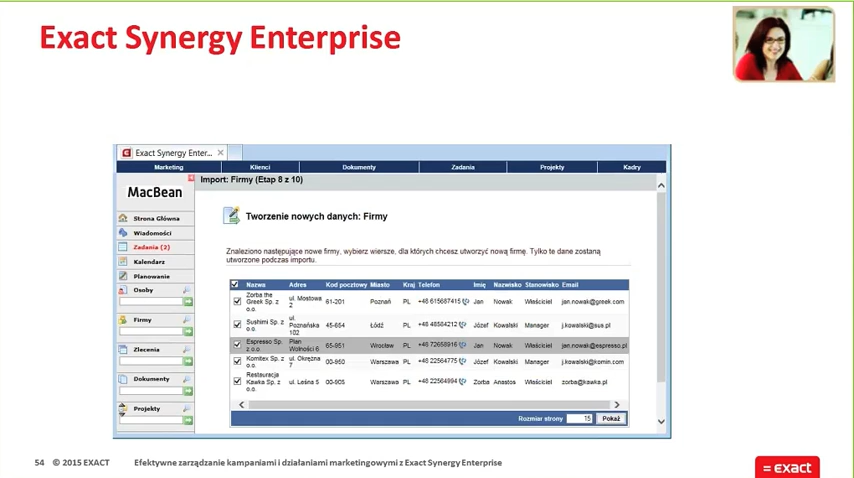 Exact Synergy Enterprise
Exact Synergy Enter... ×
Marketing Klienci Dokumenty Zadania Projekty Kadry
MacBean
Import: Firmy (Etap 8 z 10)
Strona Główna
Wiadomości
Zadania (2)
Kalendarz
Planowanie
Osoby
Firmy
Zlecenia
Dokumenty
Projekty
Tworzenie nowych danych: Firmy
Znaleziono następujące nowe firmy, wybierz wiersze, dla których chcesz utworzyć nową firmę. Tylko te dane zostaną
utworzone podczas importu.
Nazwa Adres Kod pocztowy Miasto Kraj Telefon Imię Nazwisko Stanowisko Email
Zorba the
Greek Sp. z
o.o.
ul. Mostowa
2
61-201 Poznań PL +48 615687415 Jan Nowak Właściciel jan.nowak@greek.com
Sushimi Sp. z
o.o.
ul.
Poznańska
102
45-654 Łódź PL +48 48584212 Józef Kowalski Manager j.kowalski@sus.pl
Espresso Sp.
z.o.o.
Plan
Wolności 6
65-951 Wrocław PL +48 72658916 Jan Nowak Właściciel jan.nowak@espresso.pl
Komitex Sp. z
o.o.
ul. Okrężna
7
00-950 Warszawa PL +48 22564775 Józef Kowalski Manager j.kowalski@komin.com
Restauracja
Kawka Sp. z
o.o.
ul. Leśna 5 00-905 Warszawa PL +48 22564994 Zorba Anastos Właściciel zorba@kawka.pl
Rozmiar strony 15 Pokaż
54 © 2015 EXACT Efektywne zarządzanie kampaniami i działaniami marketingowymi z Exact Synergy Enterprise
= exact